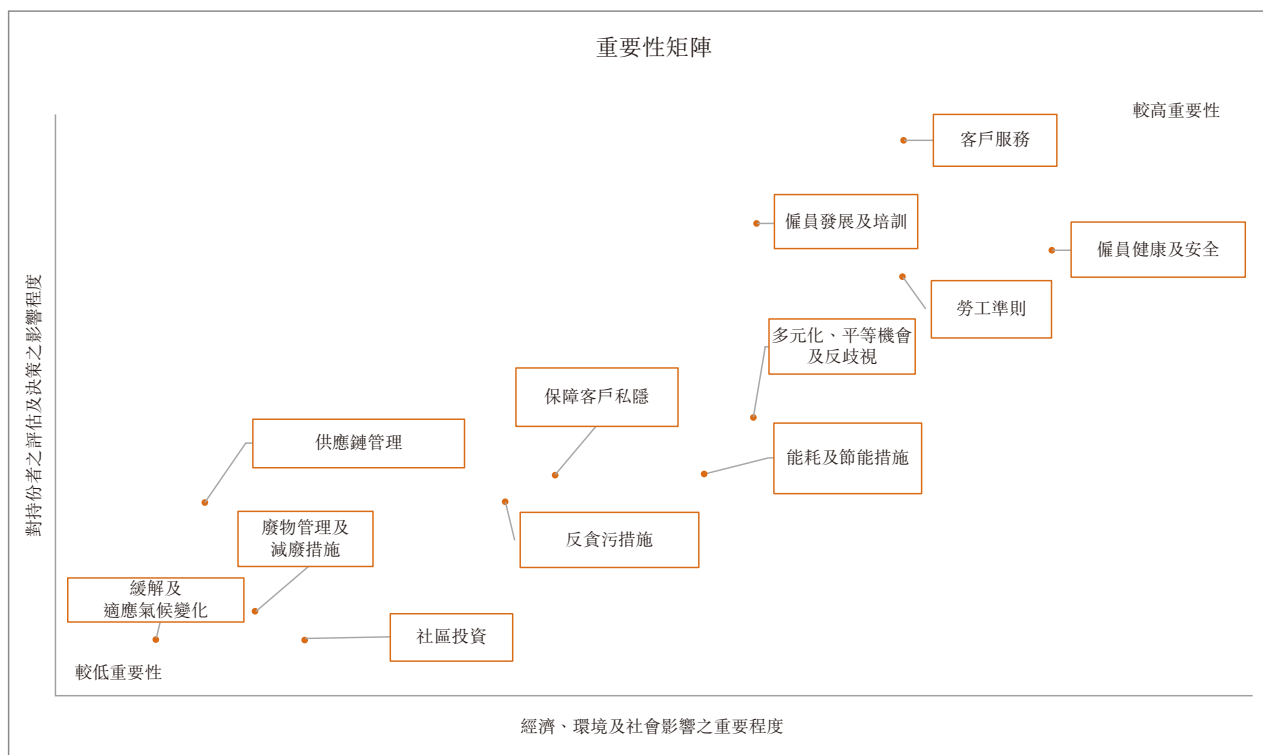 重要性矩陣
較高重要性
客戶服務
僱員發展及培訓
僱員健康及安全
勞工準則
多元化、平等機會
及反歧視
保障客戶私隱
供應鏈管理
能耗及節能措施
廢物管理及
減廢措施
反貪污措施
緩解及
適應氣候變化
社區投資
較低重要性
對持份者之評估及決策之影響程度
經濟、環境及社會影響之重要程度